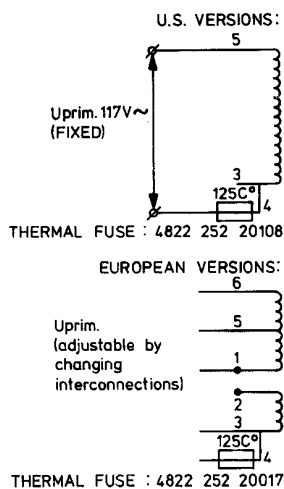 U.S. VERSIONS:
5
Uprim. 117V~
(FIXED)
3
125C°
4
THERMAL FUSE : 4822 252 20108
EUROPEAN VERSIONS:
6
Uprim.
5
(adjustable by
changing
1
interconnections)
2
3
125C°
4
THERMAL FUSE : 4822 252 20017